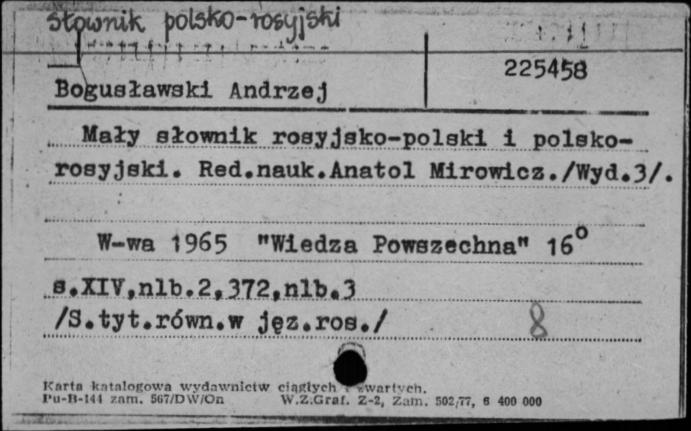 słownik polsko-rosyjski
225458
Bogusławski Andrzej
Mały słownik rosyjsko-polski i polsko-
rosyjski. Red.nauk.Anatol Mirowicz./Wyd.3/.
W-wa 1965 "Wiedza Powszechna" 16°
s.XIV,nlb.2,372,nlb.3
/S.tyt.równ.w jęz.ros./
8
Karta katalogowa wydawnictw ciągłych i zwartych.
Pu-B-144 zam. 567/DW/On W.Z.Graf. Z-2, Zam. 502/77, 6 400 000